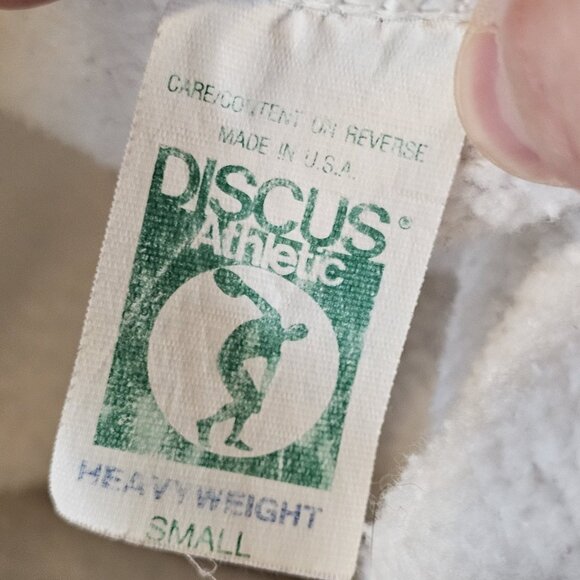 CARE/CONTENT ON REVERSE
MADE IN U.S.A.
DISCUS®
Athletic
HEAVYWEIGHT
SMALL